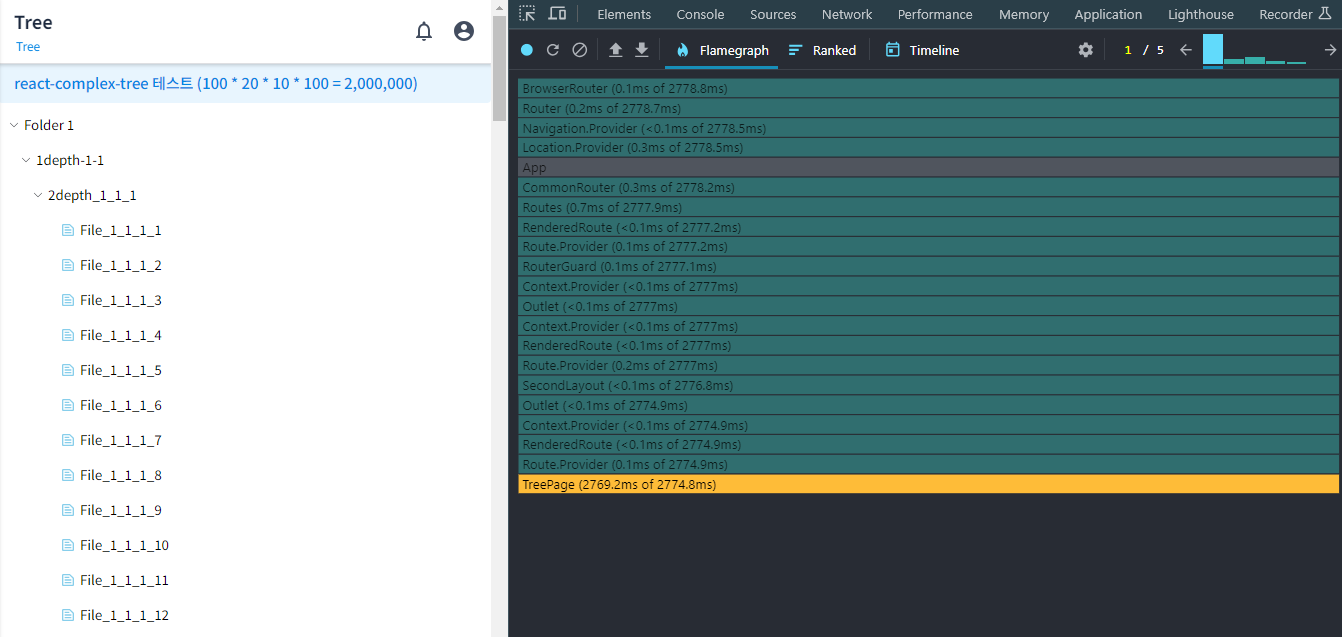 Tree
Tree
react-complex-tree 테스트 (100 * 20 * 10 * 100 = 2,000,000)
Folder 1
1depth-1-1
2depth_1_1_1
File_1_1_1_1
File_1_1_1_2
File_1_1_1_3
File_1_1_1_4
File_1_1_1_5
File_1_1_1_6
File_1_1_1_7
File_1_1_1_8
File_1_1_1_9
File_1_1_1_10
File_1_1_1_11
File_1_1_1_12
Elements Console Sources Network Performance Memory Application Lighthouse Recorder
Flamegraph Ranked Timeline 1 / 5
BrowserRouter (0.1ms of 2778.8ms)
Router (0.2ms of 2778.7ms)
Navigation.Provider (<0.1ms of 2778.5ms)
Location.Provider (0.3ms of 2778.5ms)
App
CommonRouter (0.3ms of 2778.2ms)
Routes (0.7ms of 2777.9ms)
RenderedRoute (<0.1ms of 2777.2ms)
Route.Provider (0.1ms of 2777.2ms)
RouterGuard (0.1ms of 2777.1ms)
Context.Provider (<0.1ms of 2777ms)
Outlet (<0.1ms of 2777ms)
Context.Provider (<0.1ms of 2777ms)
RenderedRoute (<0.1ms of 2777ms)
Route.Provider (0.2ms of 2777ms)
SecondLayout (<0.1ms of 2776.8ms)
Outlet (<0.1ms of 2774.9ms)
Context.Provider (<0.1ms of 2774.9ms)
RenderedRoute (<0.1ms of 2774.9ms)
Route.Provider (0.1ms of 2774.9ms)
TreePage (2769.2ms of 2774.8ms)